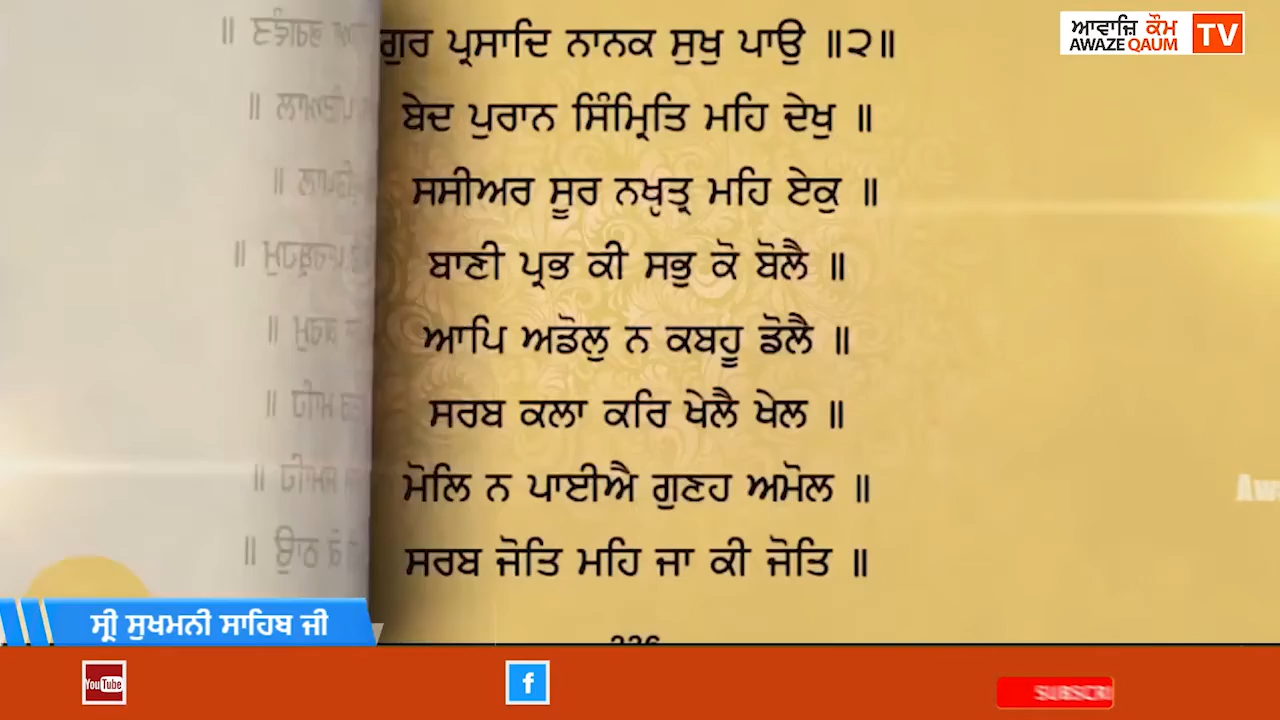 ਆਵਾਜ਼ਿ ਕੌਮ
AWAZE QAUM TV
ਗੁਰ ਪ੍ਰਸਾਦਿ ਨਾਨਕ ਸੁਖੁ ਪਾਉ ॥੨॥
ਬੇਦ ਪੁਰਾਨ ਸਿੰਮ੍ਰਿਤਿ ਮਹਿ ਦੇਖੁ ॥
ਸਸੀਅਰ ਸੂਰ ਨਖ੍ਯ੍ਯਤ੍ਰ ਮਹਿ ਏਕੁ ॥
ਬਾਣੀ ਪ੍ਰਭ ਕੀ ਸਭੁ ਕੋ ਬੋਲੈ ॥
ਆਪਿ ਅਡੋਲੁ ਨ ਕਬਹੂ ਡੋਲੈ ॥
ਸਰਬ ਕਲਾ ਕਰਿ ਖੇਲੈ ਖੇਲ ॥
ਮੋਲਿ ਨ ਪਾਈਐ ਗੁਣਹ ਅਮੋਲ ॥
ਸਰਬ ਜੋਤਿ ਮਹਿ ਜਾ ਕੀ ਜੋਤਿ ॥
ਸ੍ਰੀ ਸੁਖਮਨੀ ਸਾਹਿਬ ਜੀ
YouTube
f